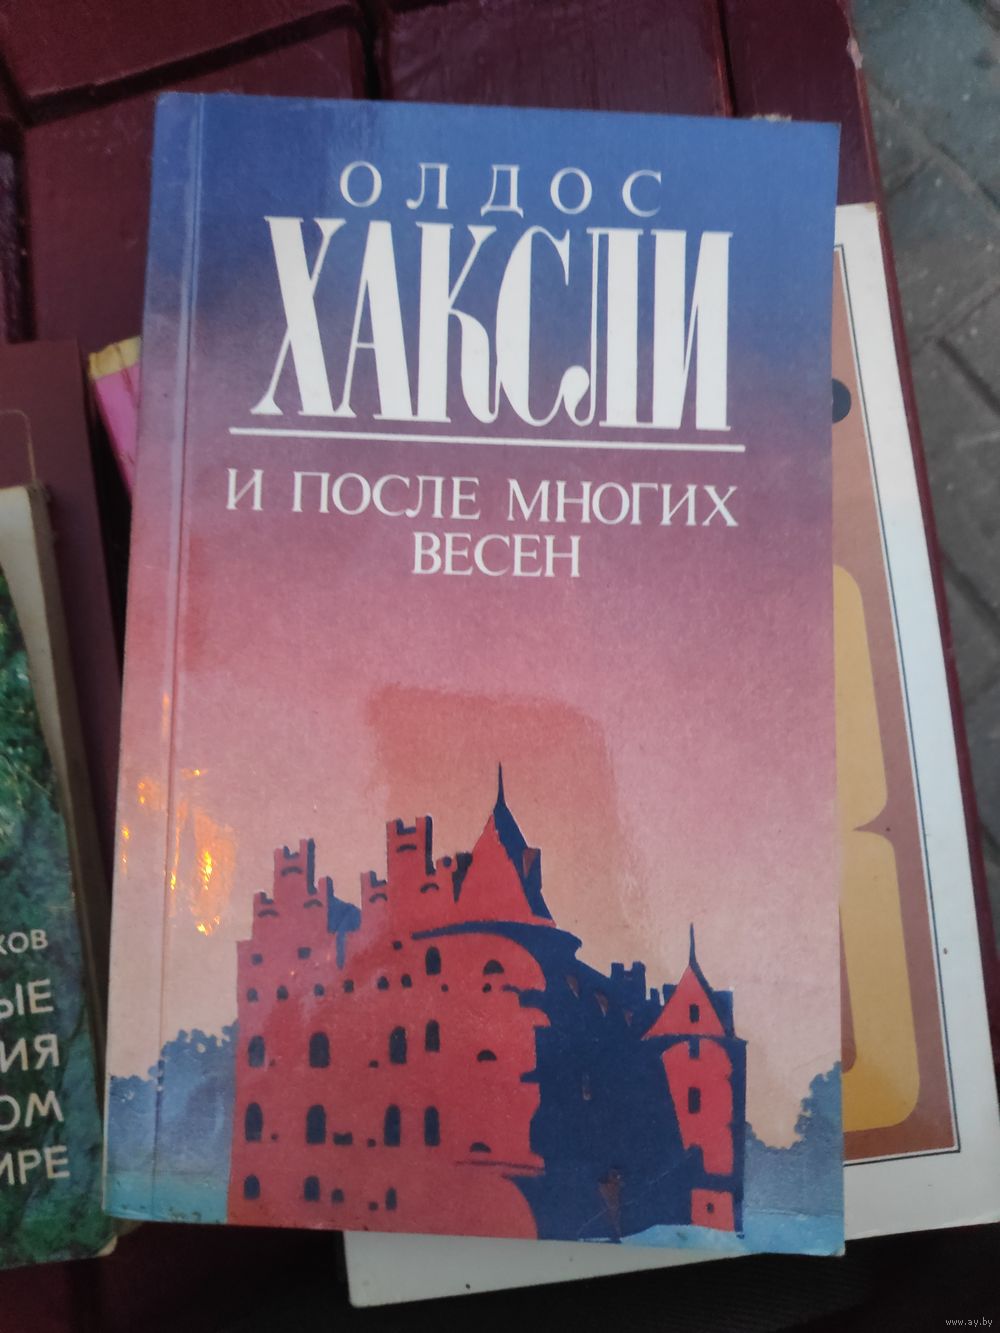 ОЛДОС
ХАКСЛИ
И ПОСЛЕ МНОГИХ
ВЕСЕН
КОВ
ЫЕ
ИЯ
ОМ
ИРЕ
www.ay.by